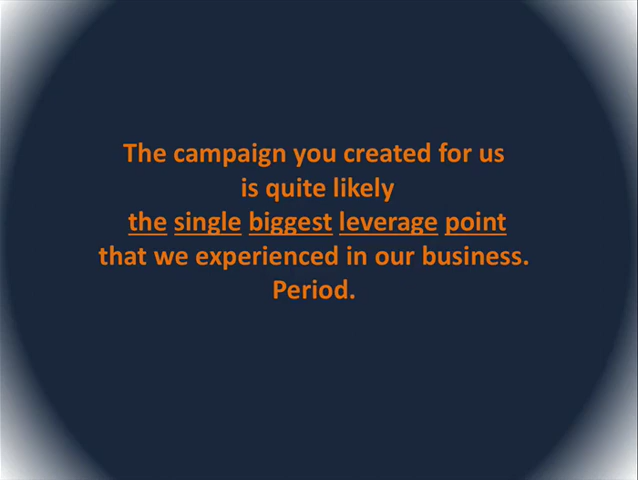 The campaign you created for us
is quite likely
the single biggest leverage point
that we experienced in our business.
Period.